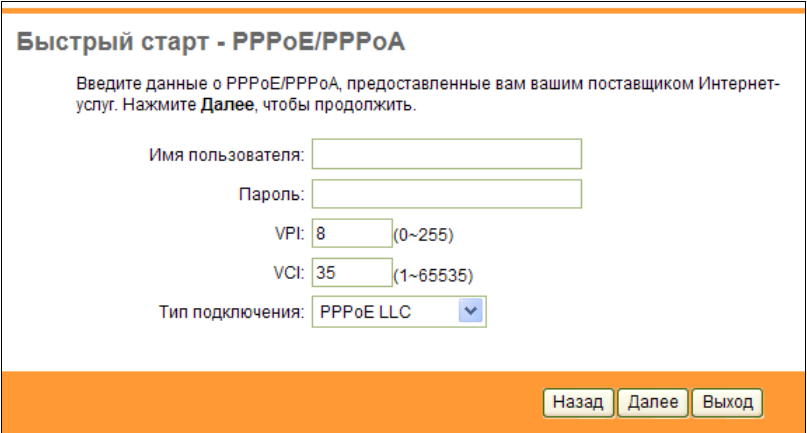 Быстрый старт - PPPoE/PPPoA
Введите данные о PPPoE/PPPoA, предоставленные вам вашим поставщиком Интернет-
услуг. Нажмите Далее, чтобы продолжить.
Имя пользователя:
Пароль:
VPI: 8 (0~255)
VCI: 35 (1~65535)
Тип подключения: PPPoE LLC
Назад Далее Выход